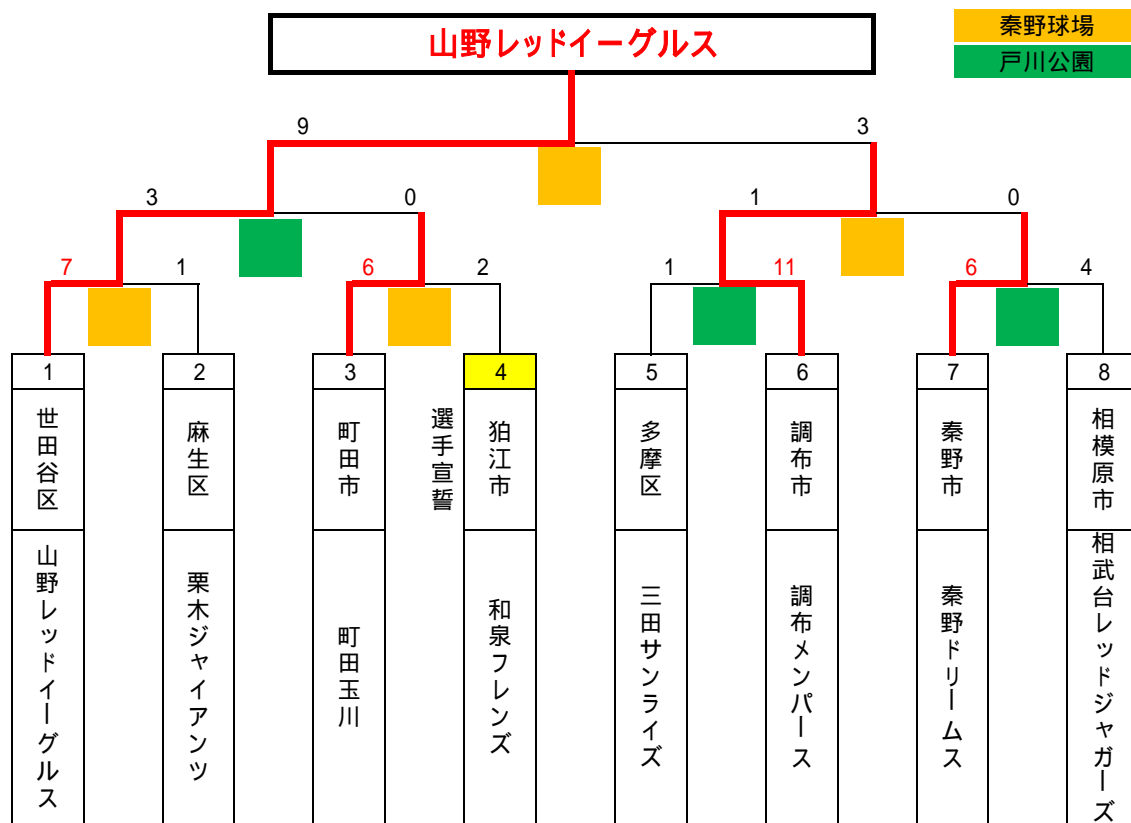 山野レッドイーグルス
秦野球場
戸川公園
9
3
3
0
1
0
7
1
6
2
1
11
6
4
1
2
3
4
5
6
7
8
世田谷区
麻生区
町田市
選手宣誓
狛江市
多摩区
調布市
秦野市
相模原市
山野レッドイーグルス
栗木ジャイアンツ
町田玉川
和泉フレンズ
三田サンライズ
調布メンパース
秦野ドリームス
相武台レッドジャガーズ